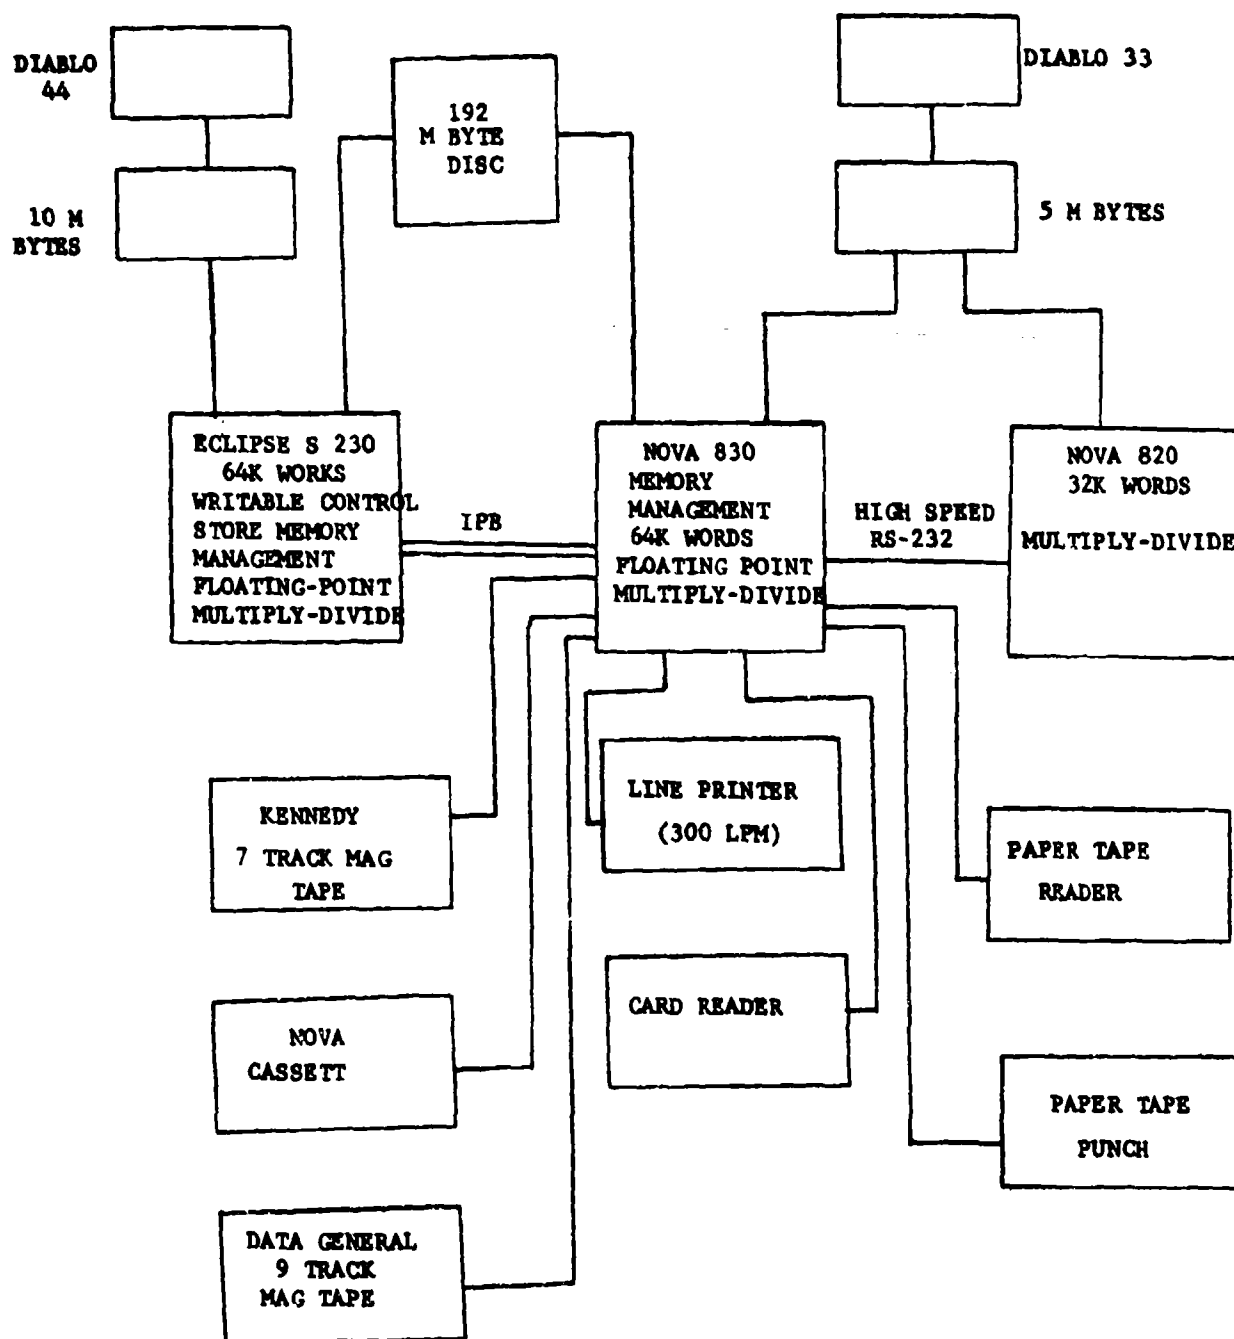 DIABLO
44
DIABLO 33
192
M BYTE
DISC
10 M
BYTES
5 M BYTES
ECLIPSE S 230
64K WORKS
WRITABLE CONTROL
STORE MEMORY
MANAGEMENT
FLOATING-POINT
MULTIPLY-DIVIDE
IPB
NOVA 830
MEMORY
MANAGEMENT
64K WORDS
FLOATING POINT
MULTIPLY-DIVIDE
HIGH SPEED
RS-232
NOVA 820
32K WORDS
MULTIPLY-DIVIDE
KENNEDY
7 TRACK MAG
TAPE
LINE PRINTER
(300 LPM)
PAPER TAPE
READER
NOVA
CASSETT
CARD READER
PAPER TAPE
PUNCH
DATA GENERAL
9 TRACK
MAG TAPE